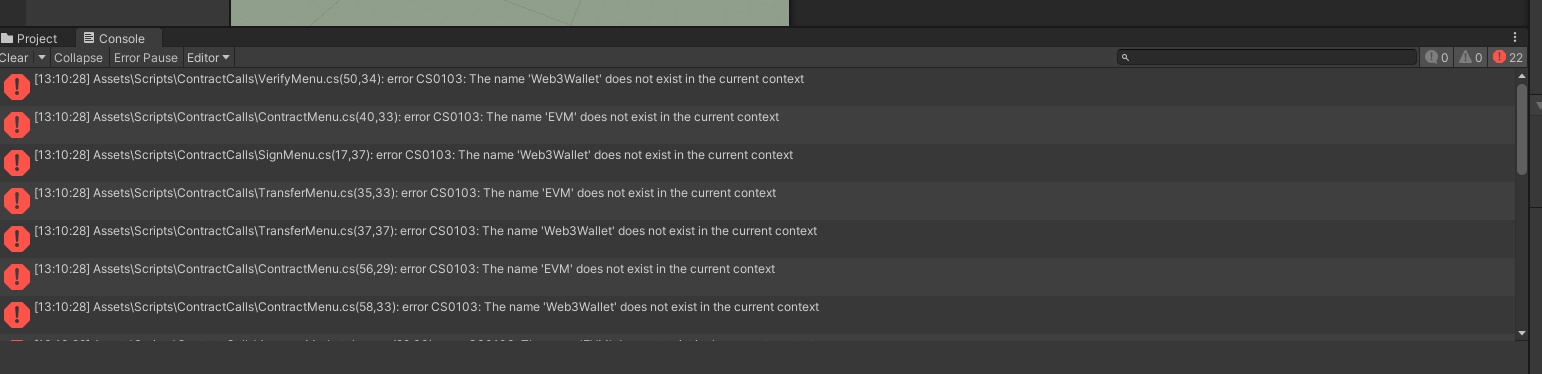 Project Console
Clear Collapse Error Pause Editor 0 0 22
[13:10:28] Assets\Scripts\ContractCalls\VerifyMenu.cs(50,34): error CS0103: The name 'Web3Wallet' does not exist in the current context
[13:10:28] Assets\Scripts\ContractCalls\ContractMenu.cs(40,33): error CS0103: The name 'EVM' does not exist in the current context
[13:10:28] Assets\Scripts\ContractCalls\SignMenu.cs(17,37): error CS0103: The name 'Web3Wallet' does not exist in the current context
[13:10:28] Assets\Scripts\ContractCalls\TransferMenu.cs(35,33): error CS0103: The name 'EVM' does not exist in the current context
[13:10:28] Assets\Scripts\ContractCalls\TransferMenu.cs(37,37): error CS0103: The name 'Web3Wallet' does not exist in the current context
[13:10:28] Assets\Scripts\ContractCalls\ContractMenu.cs(56,29): error CS0103: The name 'EVM' does not exist in the current context
[13:10:28] Assets\Scripts\ContractCalls\ContractMenu.cs(58,33): error CS0103: The name 'Web3Wallet' does not exist in the current context